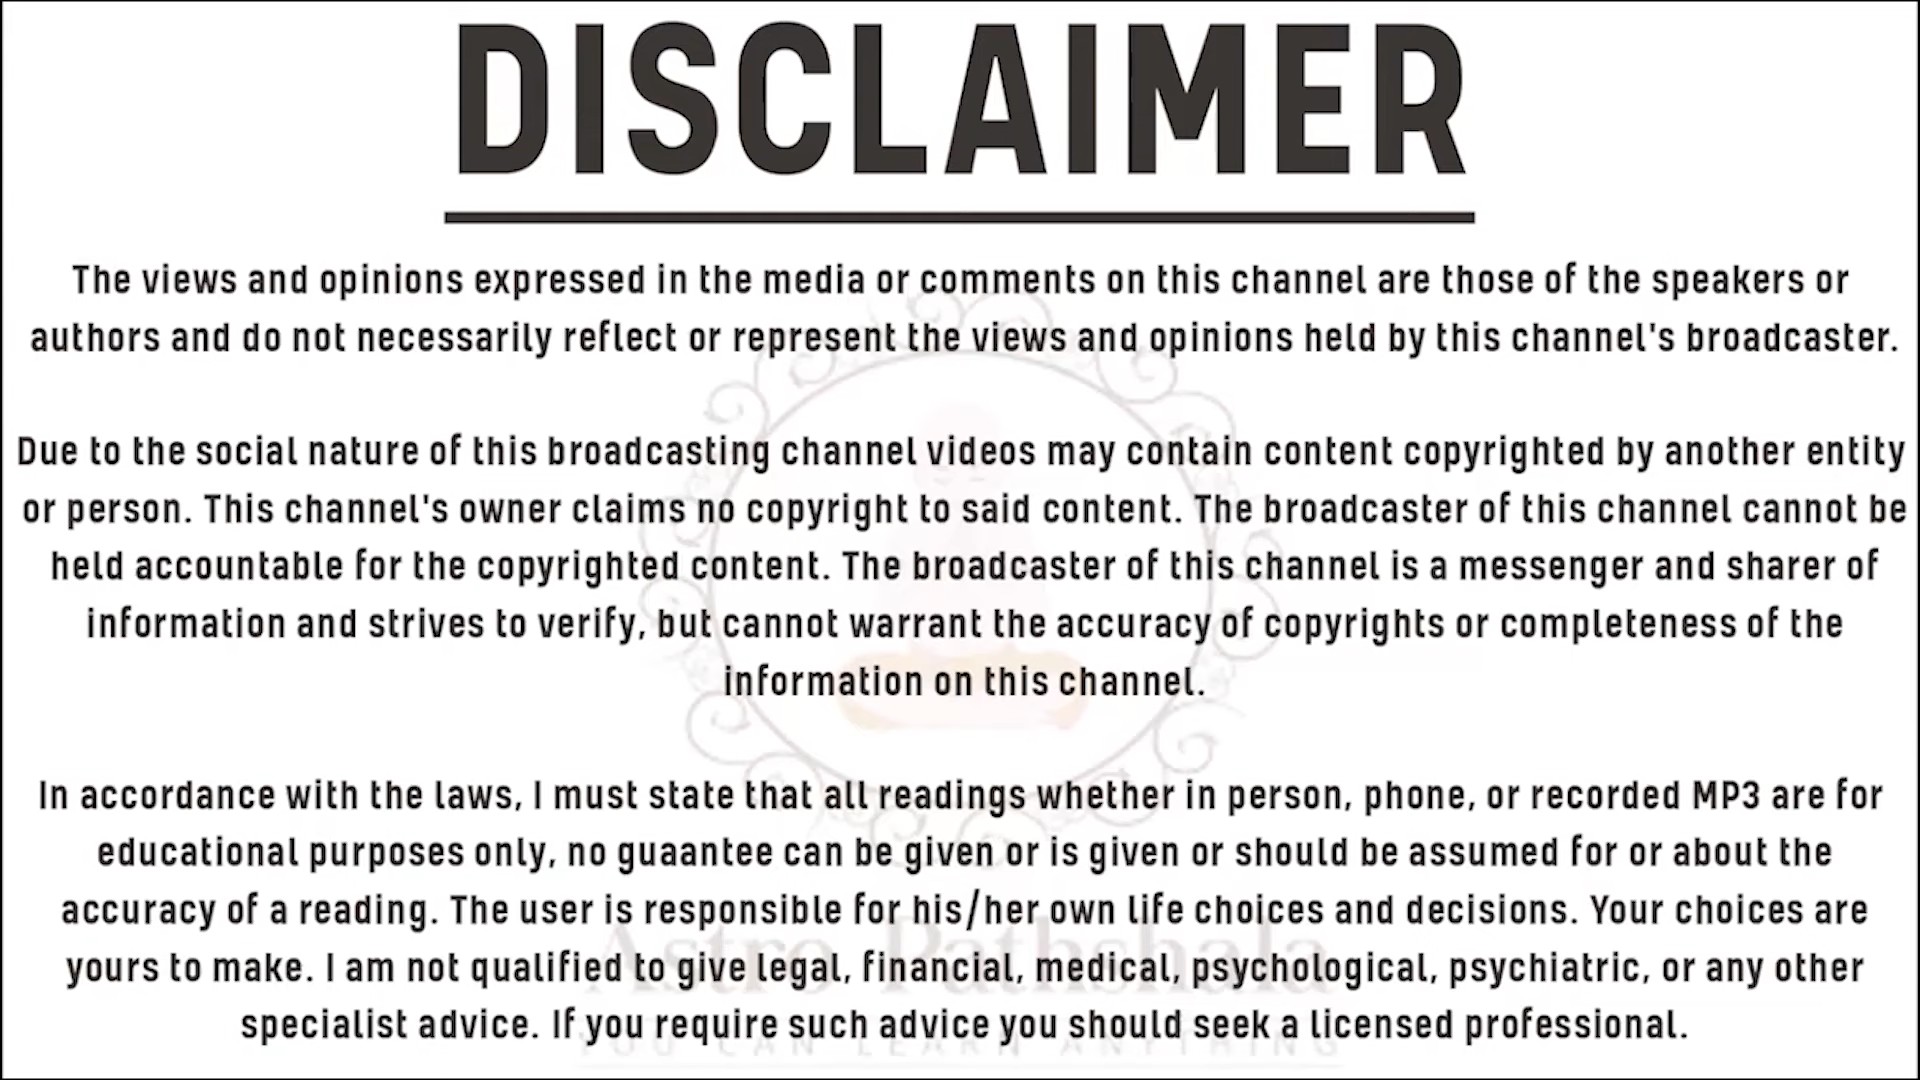 DISCLAIMER
The views and opinions expressed in the media or comments on this channel are those of the speakers or
authors and do not necessarily reflect or represent the views and opinions held by this channel's broadcaster.
Due to the social nature of this broadcasting channel videos may contain content copyrighted by another entity
or person. This channel's owner claims no copyright to said content. The broadcaster of this channel cannot be
held accountable for the copyrighted content. The broadcaster of this channel is a messenger and sharer of
information and strives to verify, but cannot warrant the accuracy of copyrights or completeness of the
information on this channel.
In accordance with the laws, I must state that all readings whether in person, phone, or recorded MP3 are for
educational purposes only, no guaantee can be given or is given or should be assumed for or about the
accuracy of a reading. The user is responsible for his/her own life choices and decisions. Your choices are
Astro Pathshala
yours to make. I am not qualified to give legal, financial, medical, psychological, psychiatric, or any other
specialist advice. If you require such advice you should seek a licensed professional.
YOU CAN LEARN ANYTHING